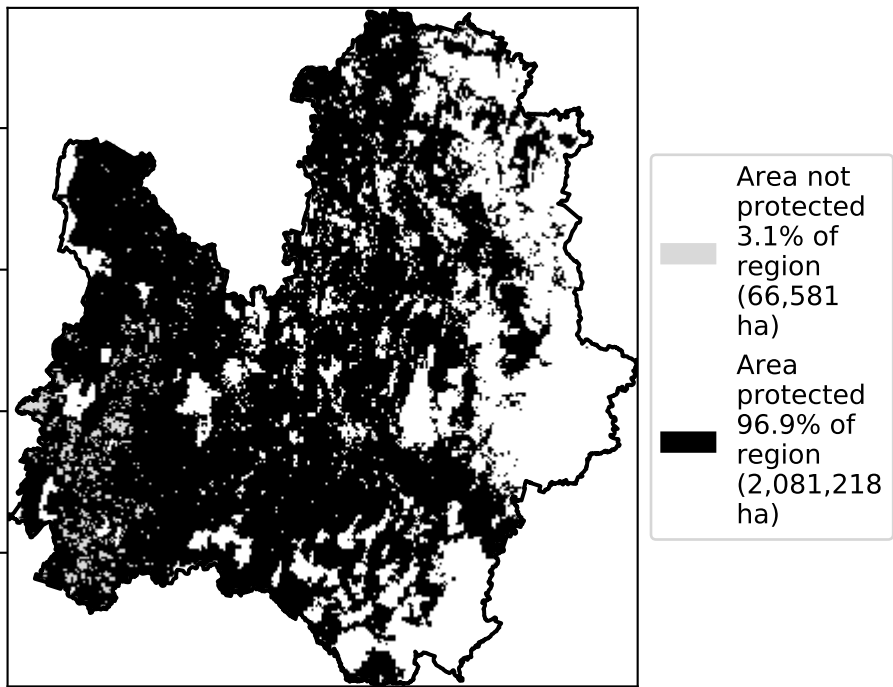 Area not
protected
3.1% of
region
(66,581
ha)
Area
protected
96.9% of
region
(2,081,218
ha)